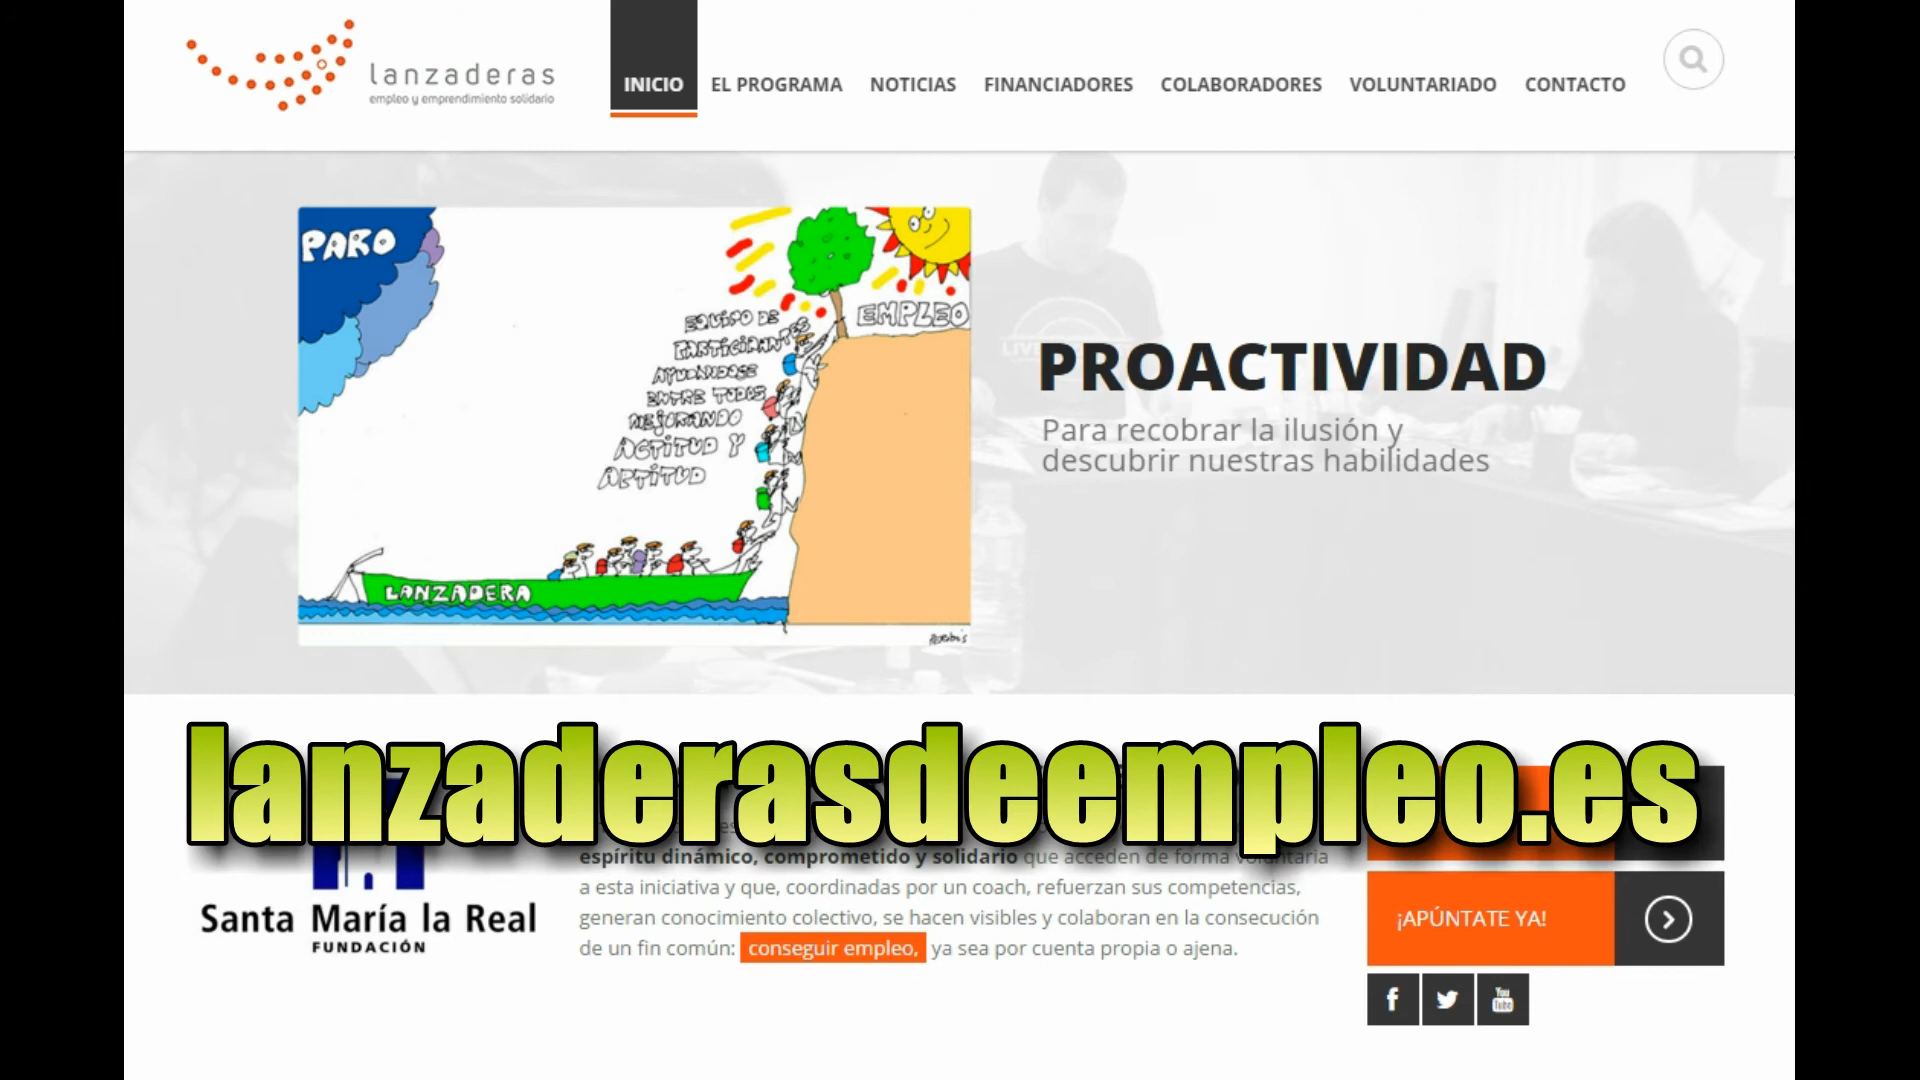 lanzaderas
empleo y emprendimiento solidario
INICIO
EL PROGRAMA
NOTICIAS
FINANCIADORES
COLABORADORES
VOLUNTARIADO
CONTACTO
PARO
EQUIPO DE
PARTICIPANTES
AYUDANDOSE
ENTRE TODOS
MEJORANDO
ACTITUD Y
APTITUD
EMPLEO
LANZADERA
PROACTIVIDAD
Para recobrar la ilusión y
descubrir nuestras habilidades
lanzaderasdeempleo.es
Santa María la Real
FUNDACIÓN
espíritu dinámico, comprometido y solidario que acceden de forma voluntaria
a esta iniciativa y que, coordinadas por un coach, refuerzan sus competencias,
generan conocimiento colectivo, se hacen visibles y colaboran en la consecución
de un fin común: conseguir empleo, ya sea por cuenta propia o ajena.
¡APÚNTATE YA!
You
Tube